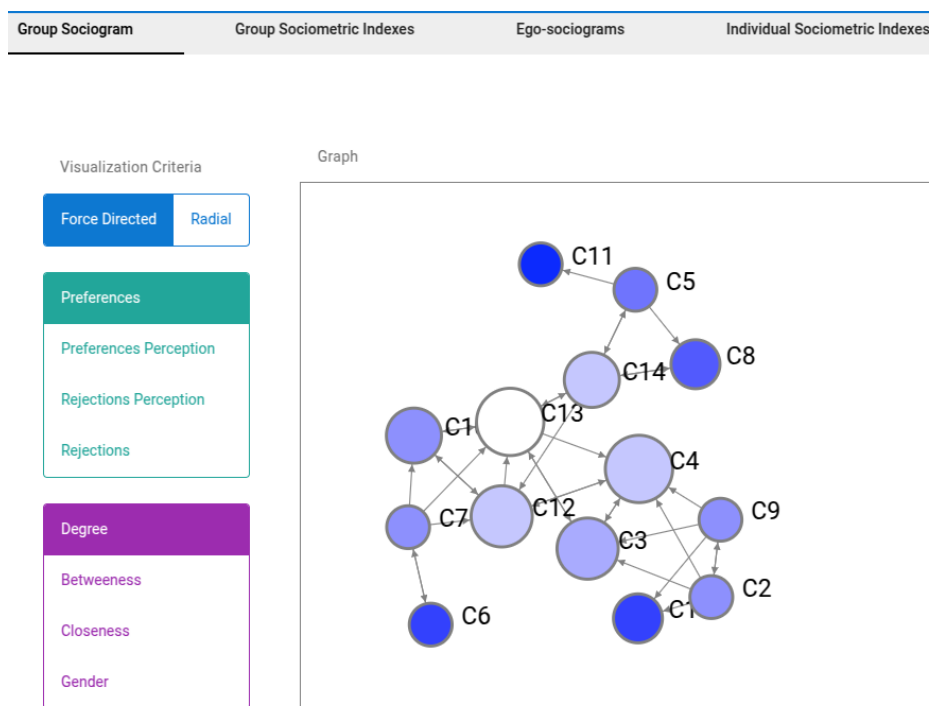 Group Sociogram
Group Sociometric Indexes
Ego-sociograms
Individual Sociometric Indexes
Visualization Criteria
Force Directed
Radial
Preferences
Preferences Perception
Rejections Perception
Rejections
Degree
Betweeness
Closeness
Gender
Graph
C11
C5
C8
C14
C13
C1
C4
C12
C9
C7
C3
C2
C1
C6